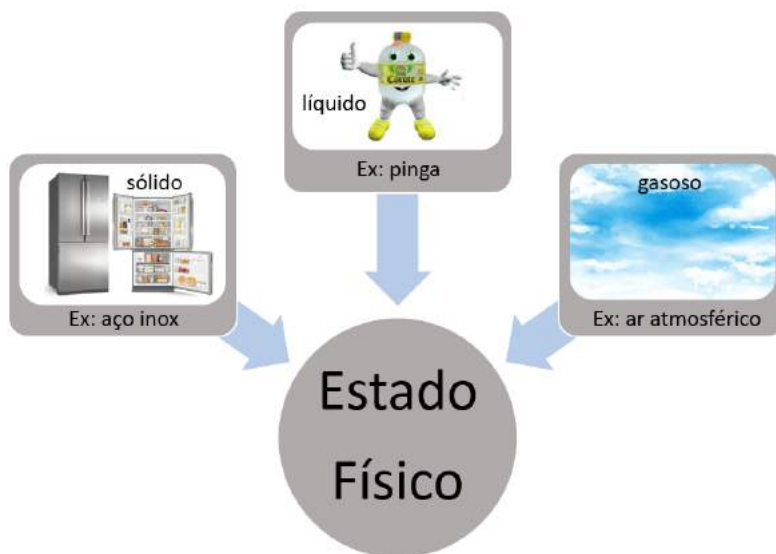 líquido
Ex: pinga
sólido
Ex: aço inox
gasoso
Ex: ar atmosférico
Estado
Físico